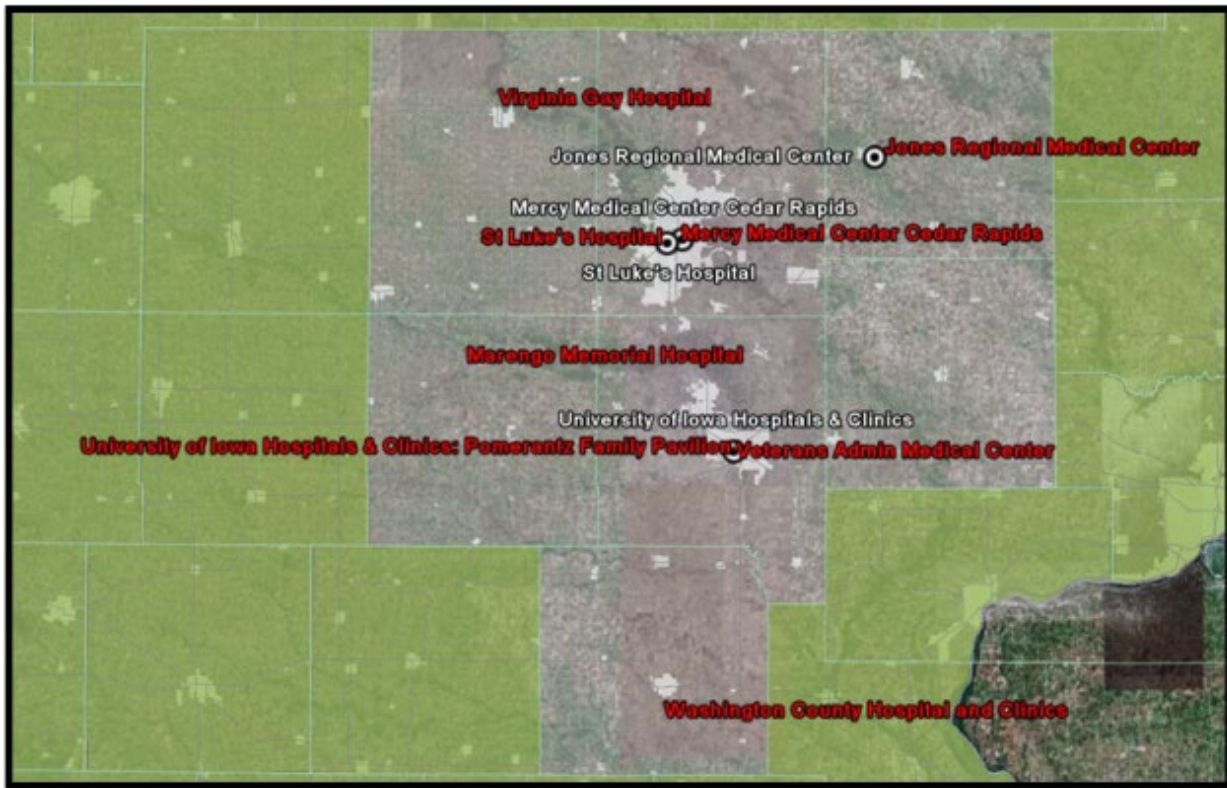 Virginia Gay Hospital
Jones Regional Medical Center
Jones Regional Medical Center
Mercy Medical Center Cedar Rapids
St Luke's Hospital
Mercy Medical Center Cedar Rapids
St Luke's Hospital
Marengo Memorial Hospital
University of Iowa Hospitals & Clinics
University of Iowa Hospitals & Clinics: Pomerantz Family Pavilion
Veterans Admin Medical Center
Washington County Hospital and Clinics